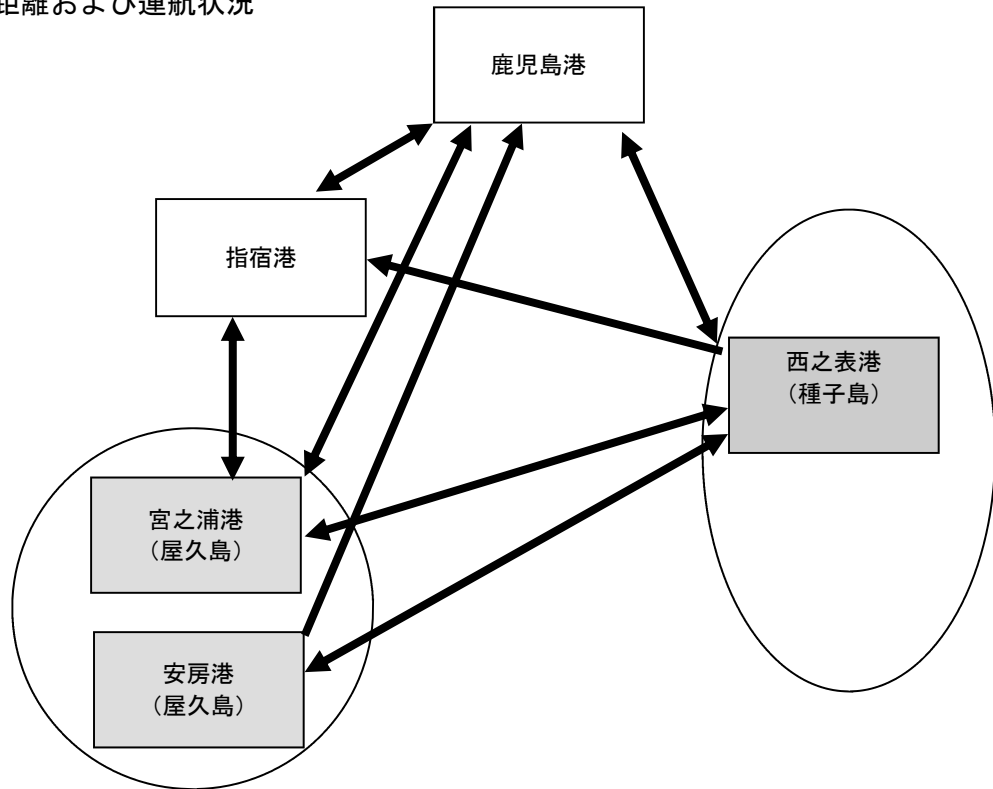 距離および運航状況
鹿児島港
指宿港
西之表港
（種子島）
宮之浦港
（屋久島）
安房港
（屋久島）